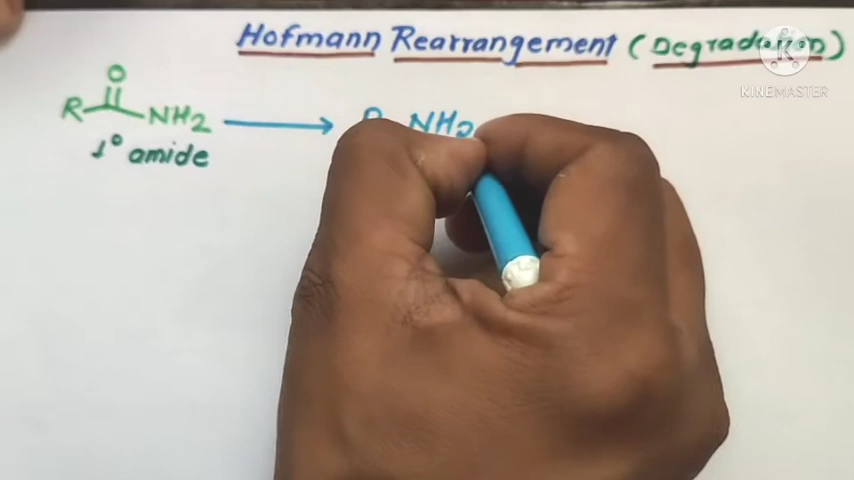 Hofmann Rearrangement (Degradation)
K
KINEMASTER
O
R NH2 NH2
1° amide